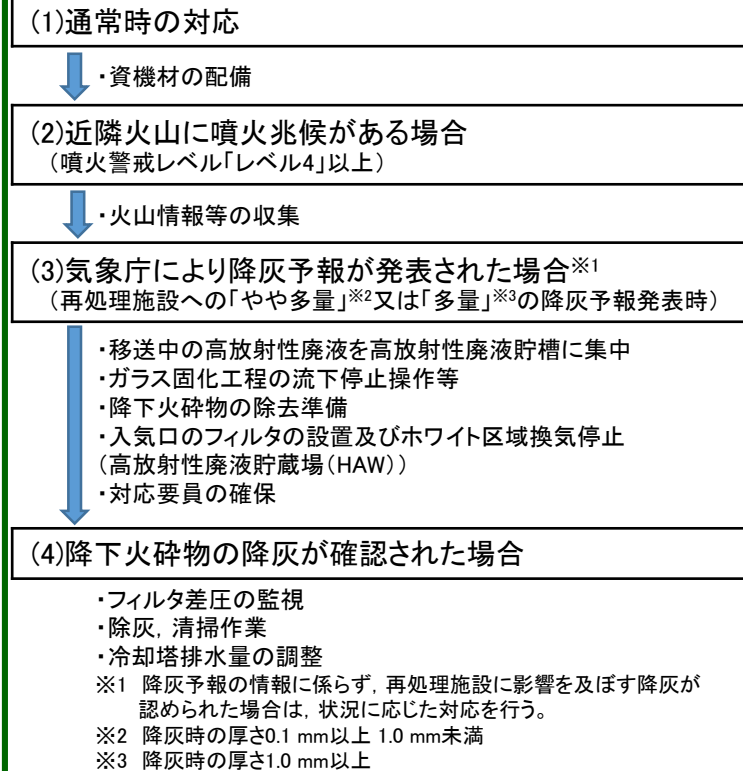 (1)通常時の対応
・資機材の配備
(2)近隣火山に噴火兆候がある場合
(噴火警戒レベル「レベル4」以上)
・火山情報等の収集
(3)気象庁により降灰予報が発表された場合※1
(再処理施設への「やや多量」※2又は「多量」※3の降灰予報発表時)
・移送中の高放射性廃液を高放射性廃液貯槽に集中
・ガラス固化工程の流下停止操作等
・降下火砕物の除去準備
・入気口のフィルタの設置及びホワイト区域換気停止
(高放射性廃液貯蔵場(HAW))
・対応要員の確保
(4)降下火砕物の降灰が確認された場合
・フィルタ差圧の監視
・除灰，清掃作業
・冷却塔排水量の調整
※1 降灰予報の情報に係らず，再処理施設に影響を及ぼす降灰が
認められた場合は，状況に応じた対応を行う。
※2 降灰時の厚さ0.1 mm以上 1.0 mm未満
※3 降灰時の厚さ1.0 mm以上